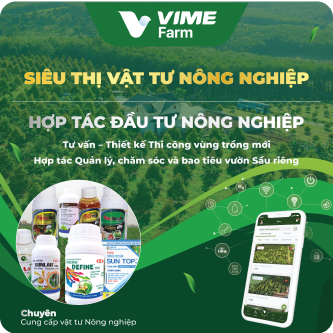 VIME
Farm
SIÊU THỊ VẬT TƯ NÔNG NGHIỆP
HỢP TÁC ĐẦU TƯ NÔNG NGHIỆP
Tư vấn – Thiết kế Thi công vùng trồng mới
Hợp tác Quản lý, chăm sóc và bao tiêu vườn Sầu riêng
DEFINE
SUN TOP
Chuyên
Cung cấp vật tư Nông nghiệp